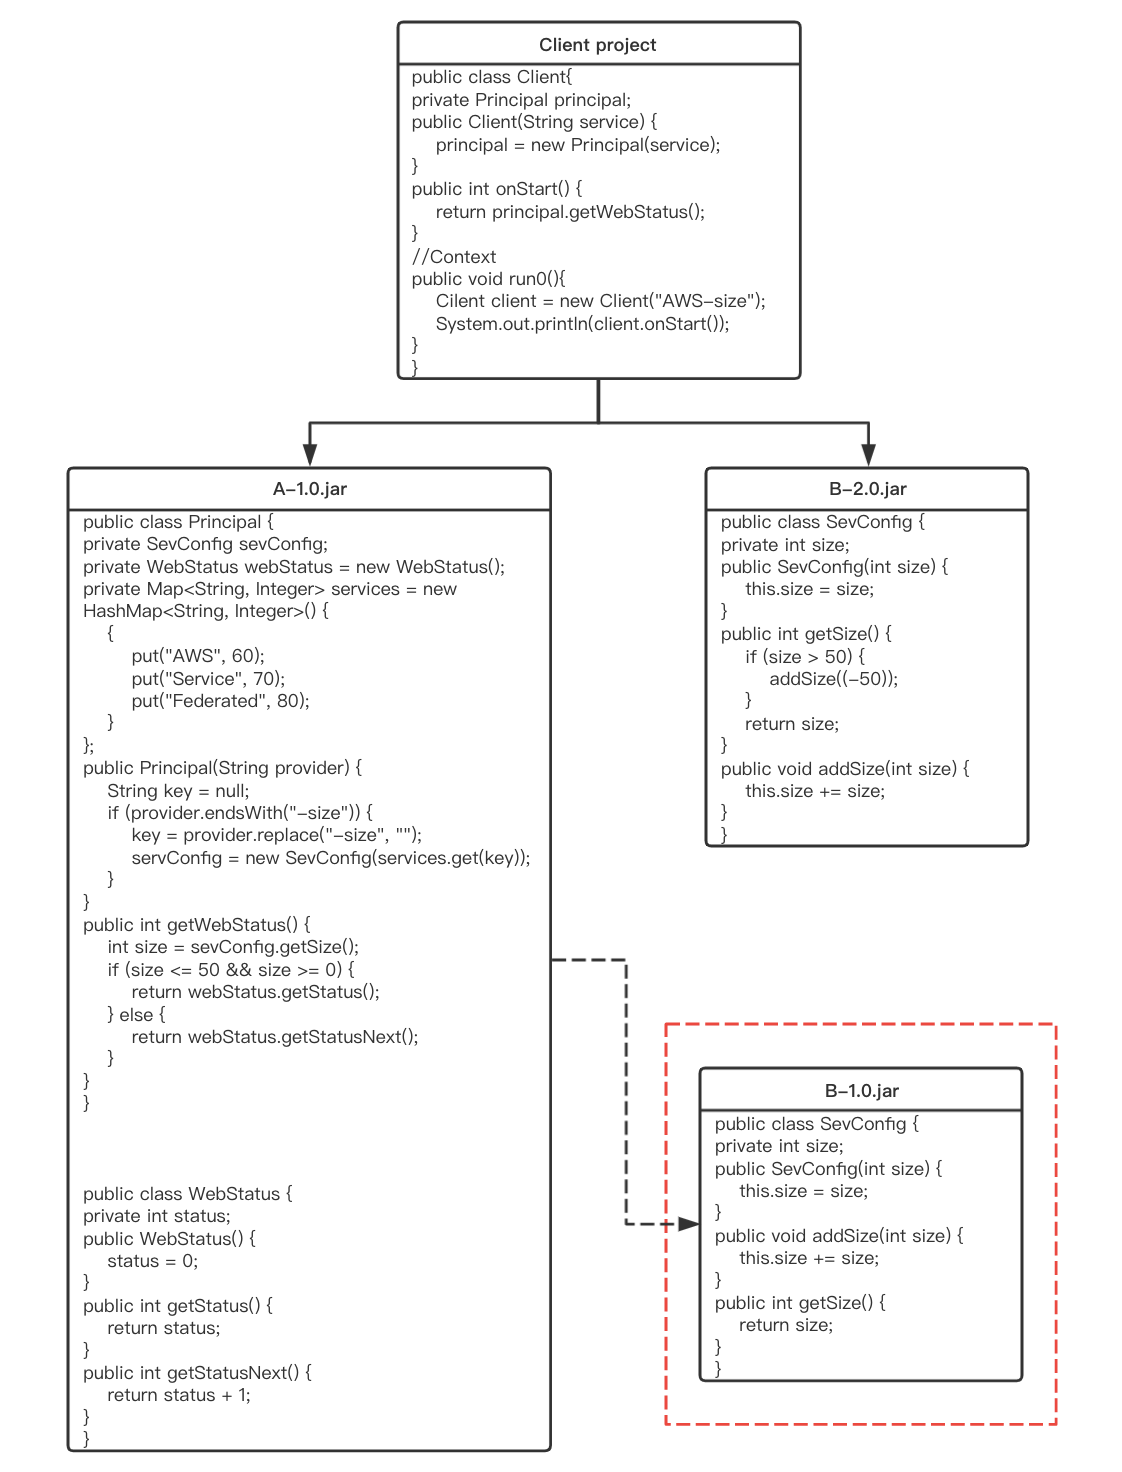 Client project
public class Client{
private Principal principal;
public Client(String service) {
principal = new Principal(service);
}
public int onStart() {
return principal.getWebStatus();
}
//Context
public void run0(){
Cilent client = new Client("AWS-size");
System.out.println(client.onStart());
}
}
A-1.0.jar
public class Principal {
private SevConfig sevConfig;
private WebStatus webStatus = new WebStatus();
private Map<String, Integer> services = new
HashMap<String, Integer>() {
{
put("AWS", 60);
put("Service", 70);
put("Federated", 80);
}
};
public Principal(String provider) {
String key = null;
if (provider.endsWith("-size")) {
key = provider.replace("-size", "");
servConfig = new SevConfig(services.get(key));
}
}
public int getWebStatus() {
int size = sevConfig.getSize();
if (size <= 50 && size >= 0) {
return webStatus.getStatus();
} else {
return webStatus.getStatusNext();
}
}
}
public class WebStatus {
private int status;
public WebStatus() {
status = 0;
}
public int getStatus() {
return status;
}
public int getStatusNext() {
return status + 1;
}
}
B-2.0.jar
public class SevConfig {
private int size;
public SevConfig(int size) {
this.size = size;
}
public int getSize() {
if (size > 50) {
addSize((-50));
}
return size;
}
public void addSize(int size) {
this.size += size;
}
}
B-1.0.jar
public class SevConfig {
private int size;
public SevConfig(int size) {
this.size = size;
}
public void addSize(int size) {
this.size += size;
}
public int getSize() {
return size;
}
}